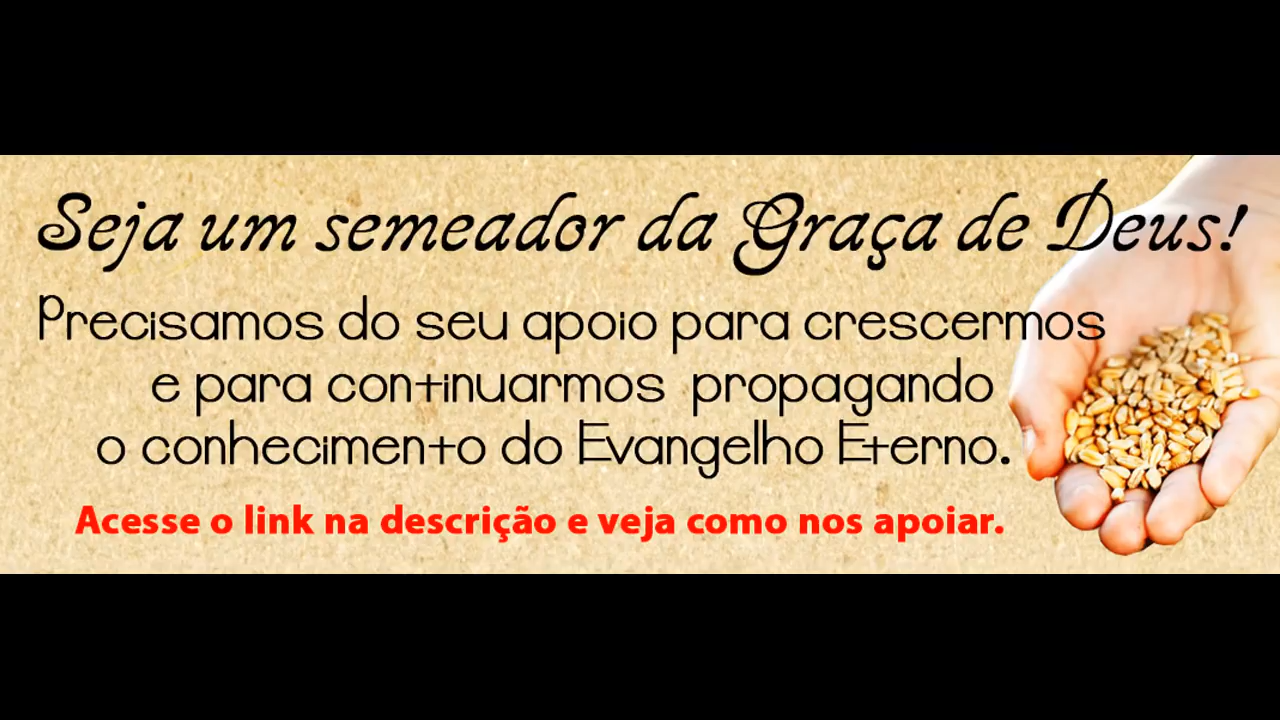 Seja um semeador da Graça de Deus!
Precisamos do seu apoio para crescermos
e para continuarmos propagando
o conhecimento do Evangelho Eterno.
Acesse o link na descrição e veja como nos apoiar.